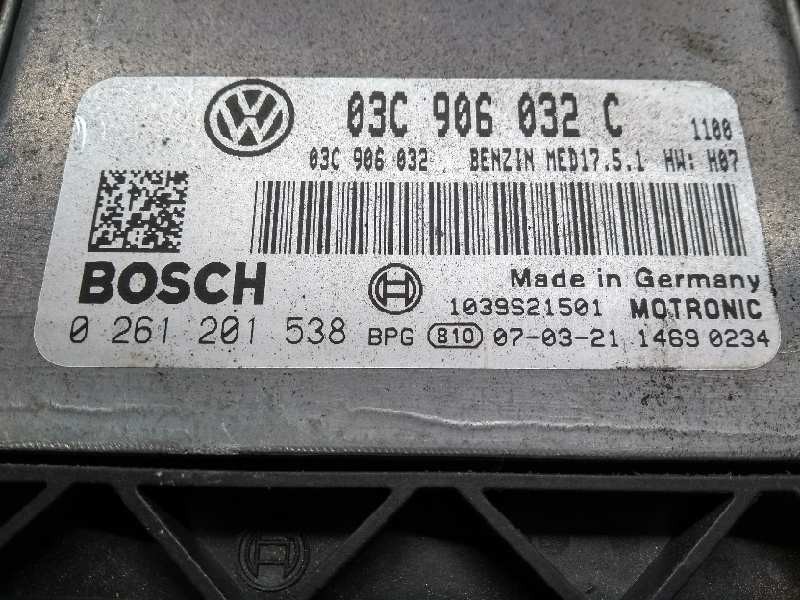 03C 906 032 C 1100
03C 906 032 BENZIN MED17.5.1 HW: H07
BOSCH Made in Germany
1039S21501 MOTRONIC
0 261 201 538 BPG 810 07-03-21 1469 0234